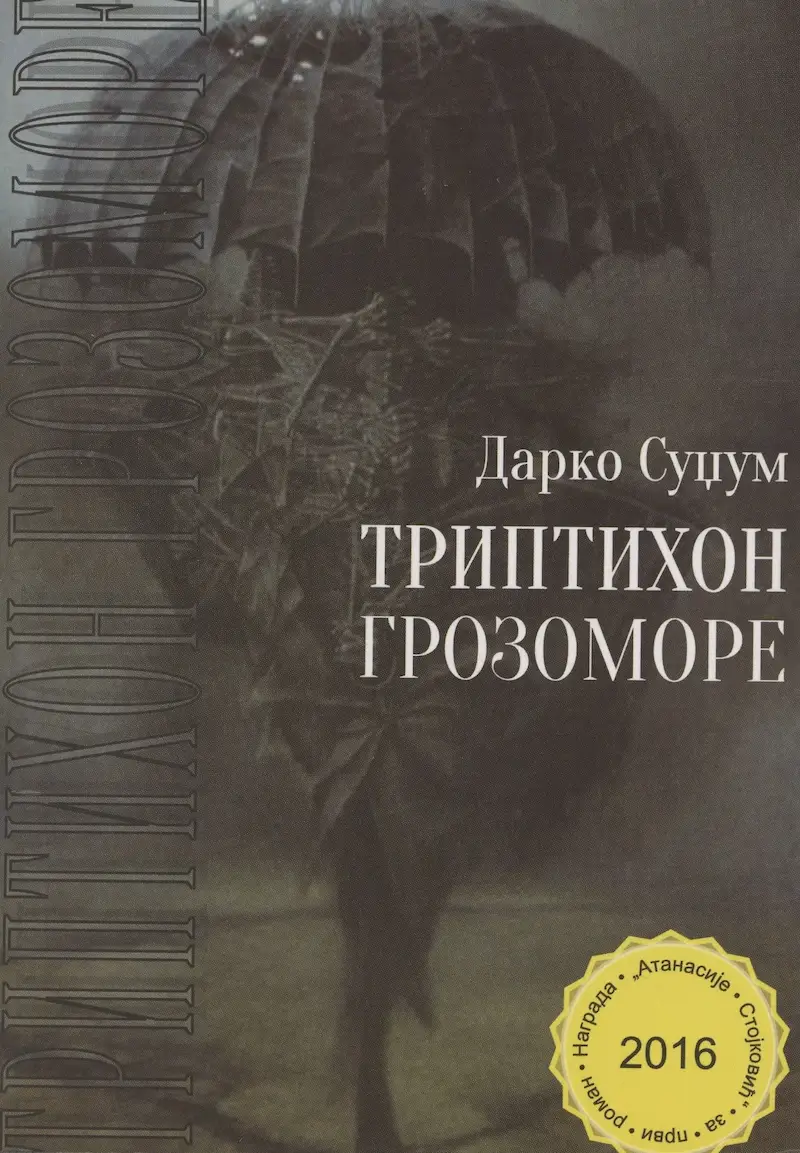 ТРИПТИХОН ГРОЗОМОРЕ
Дарко Суџум
ТРИПТИХОН
ГРОЗОМОРЕ
Награда • „Атанасије • Стојковић“ • за • први • роман •
2016